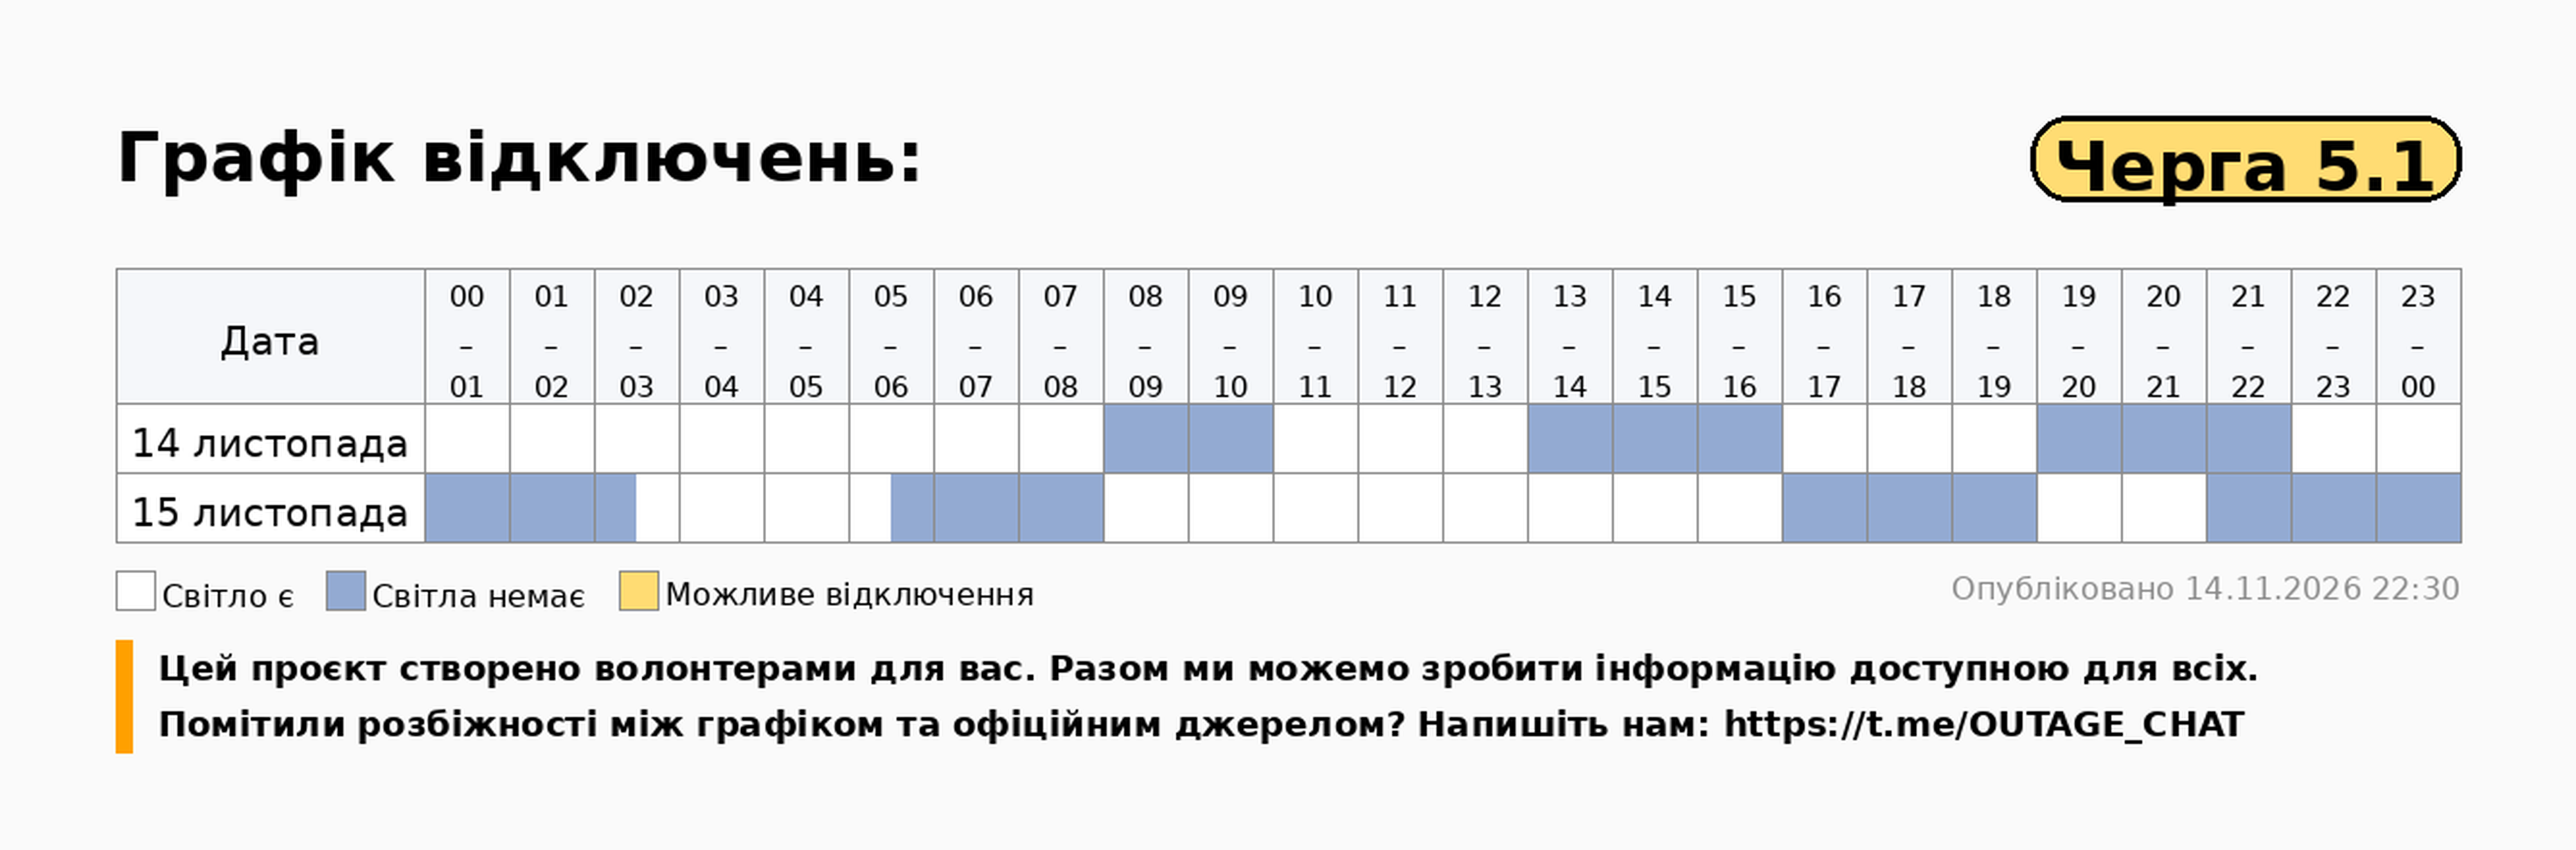 Графік відключень:
Черга 5.1
Дата 00 – 01 01 – 02 02 – 03 03 – 04 04 – 05 05 – 06 06 – 07 07 – 08 08 – 09 09 – 10 10 – 11 11 – 12 12 – 13 13 – 14 14 – 15 15 – 16 16 – 17 17 – 18 18 – 19 19 – 20 20 – 21 21 – 22 22 – 23 23 – 00
14 листопада
15 листопада
Світло є Світла немає Можливе відключення
Опубліковано 14.11.2026 22:30
Цей проєкт створено волонтерами для вас. Разом ми можемо зробити інформацію доступною для всіх.
Помітили розбіжності між графіком та офіційним джерелом? Напишіть нам: https://t.me/OUTAGE_CHAT